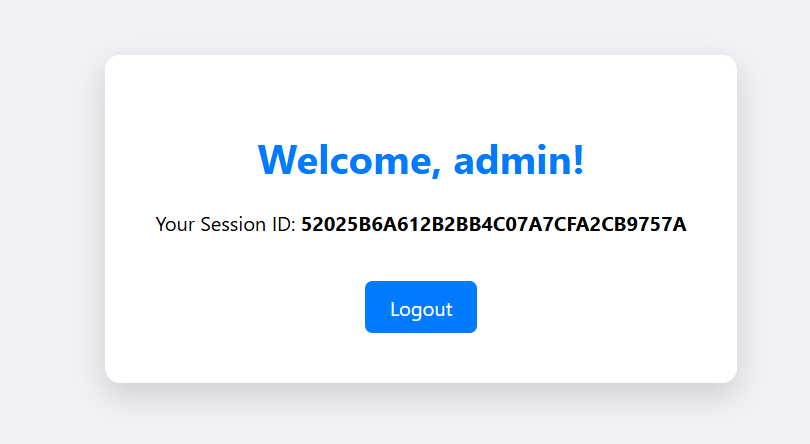 Welcome, admin!
Your Session ID: 52025B6A612B2BB4C07A7CFA2CB9757A
Logout